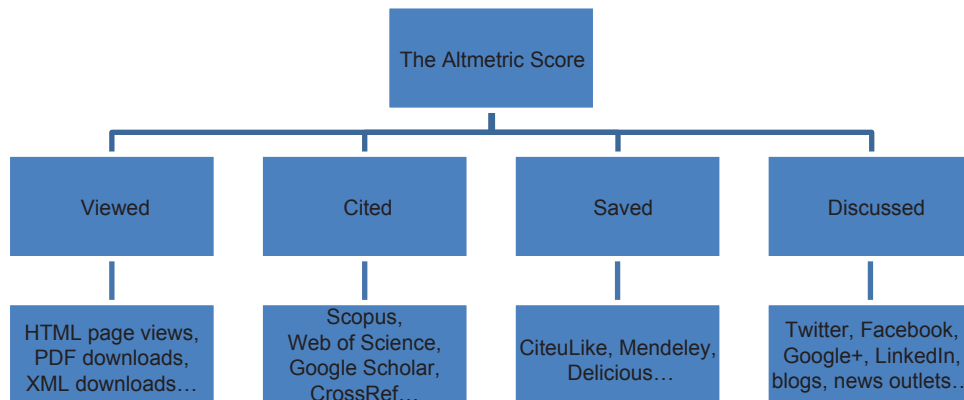 The Altmetric Score
Viewed
Cited
Saved
Discussed
HTML page views,
PDF downloads,
XML downloads…
Scopus,
Web of Science,
Google Scholar,
CrossRef…
CiteuLike, Mendeley,
Delicious…
Twitter, Facebook,
Google+, LinkedIn,
blogs, news outlets…